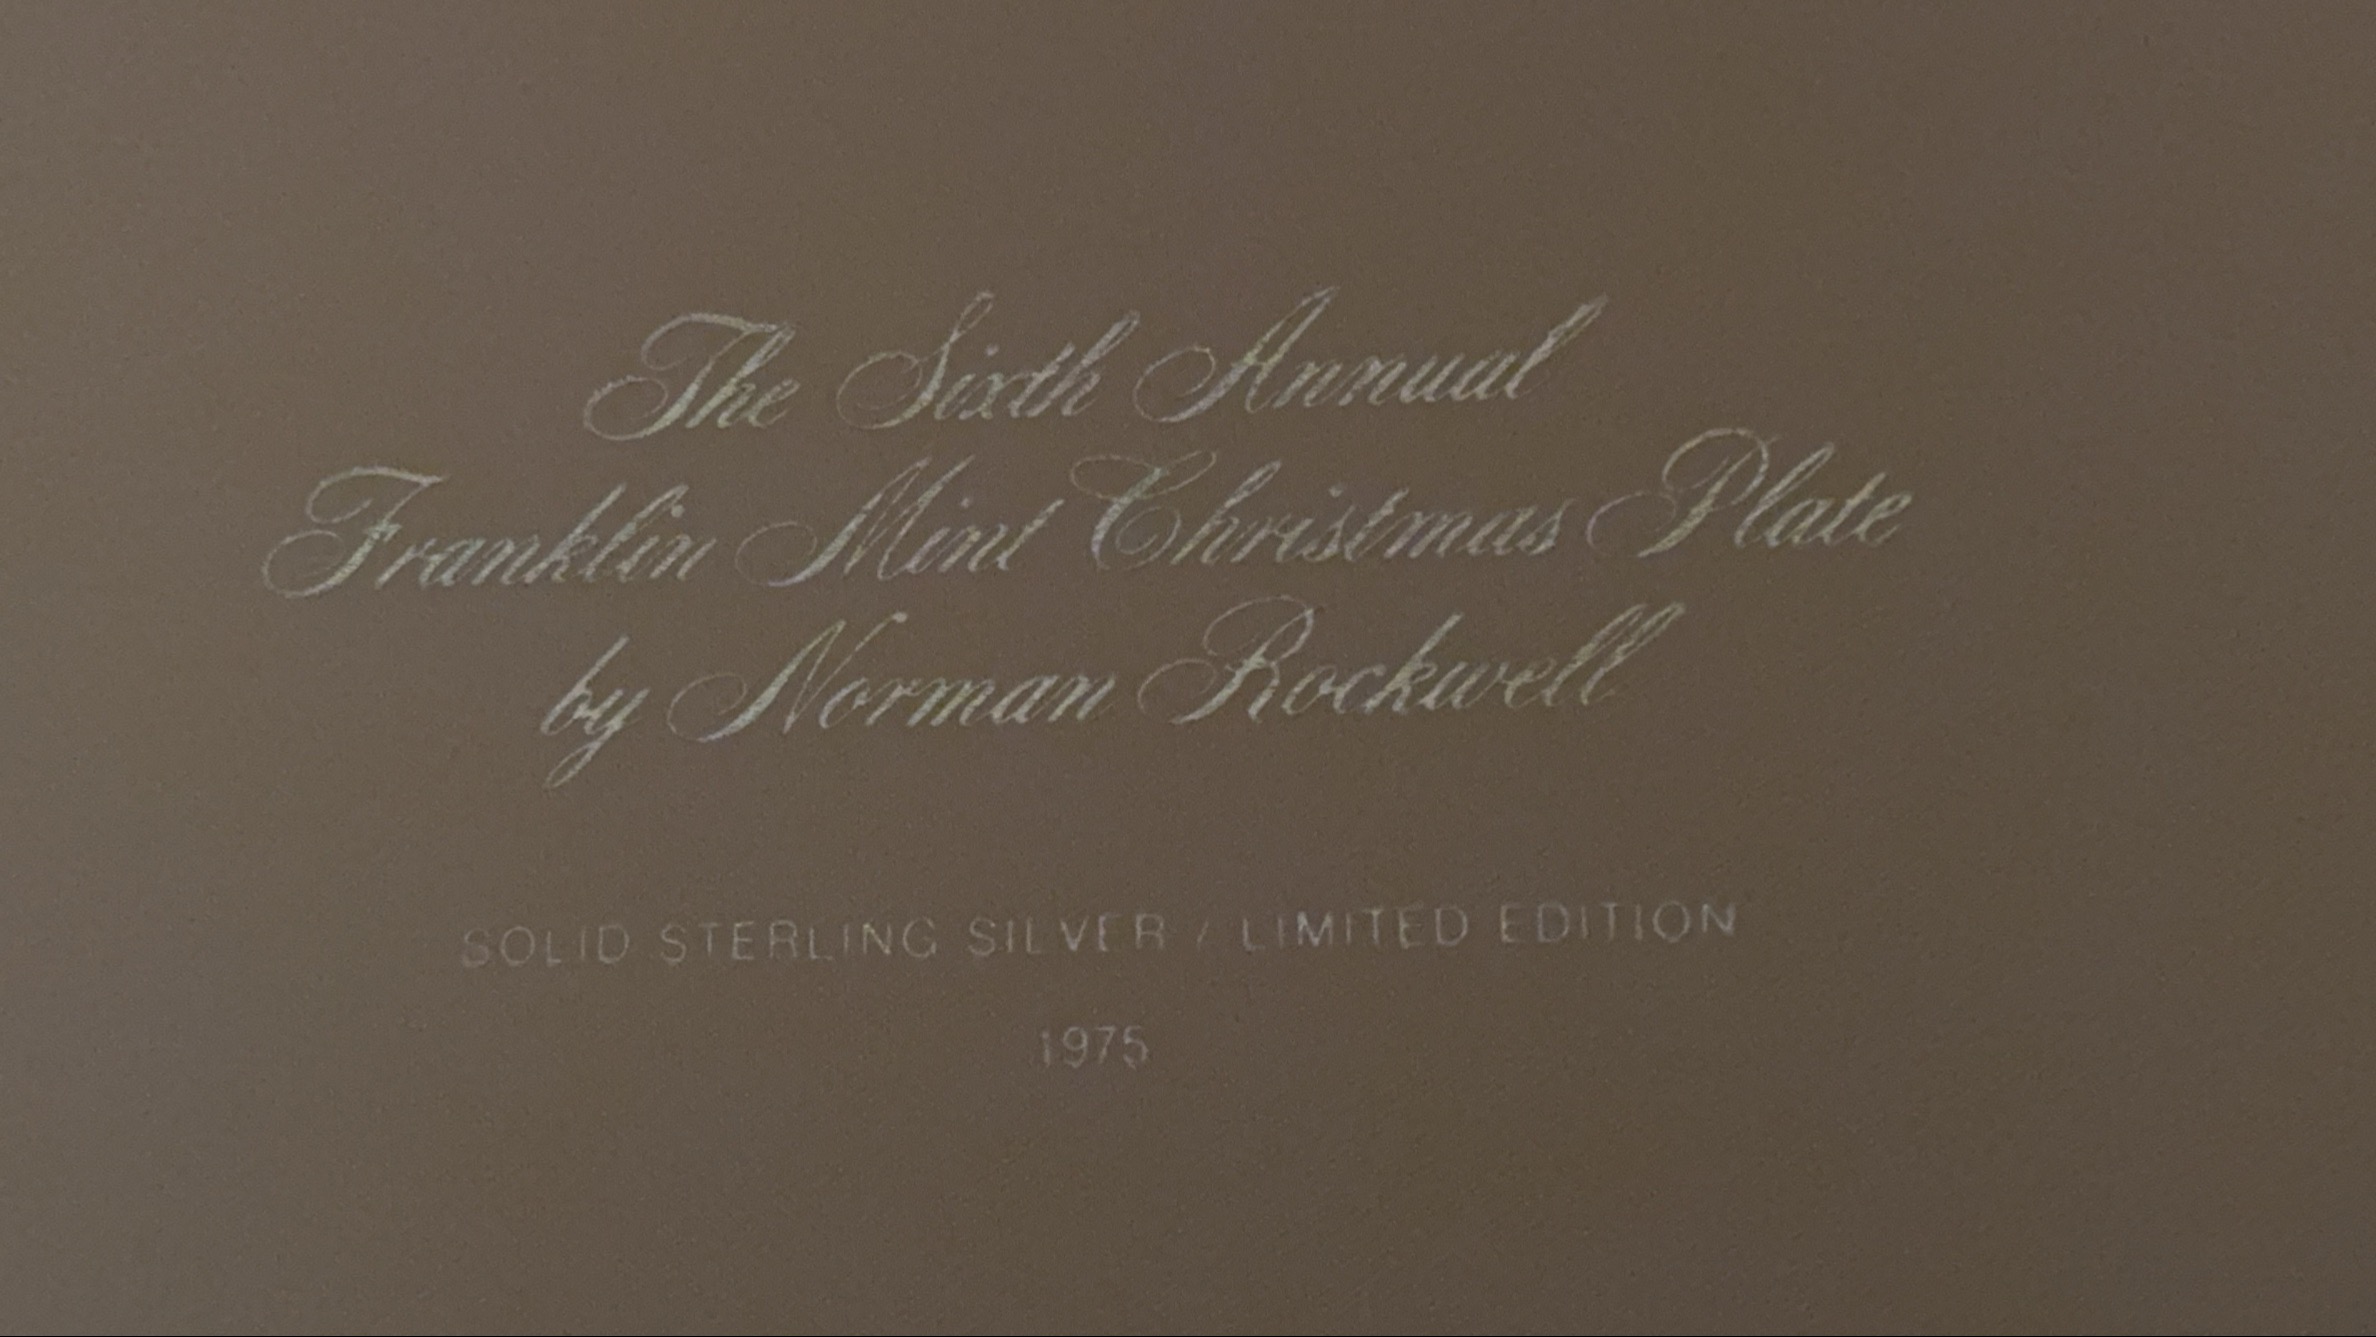 The Sixth Annual
Franklin Mint Christmas Plate
by Norman Rockwell
SOLID STERLING SILVER / LIMITED EDITION
1975